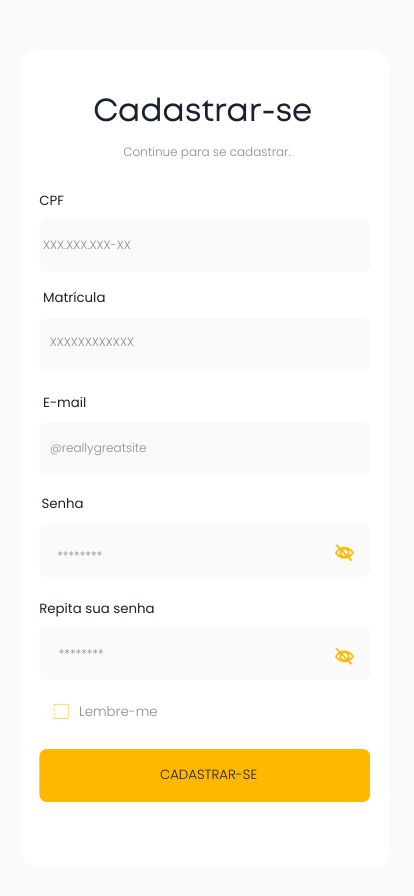 Cadastrar-se
Continue para se cadastrar.
CPF
XXX.XXX.XXX-XX
Matrícula
XXXXXXXXXXXX
E-mail
@reallygreatsite
Senha
********
Repita sua senha
********
Lembre-me
CADASTRAR-SE